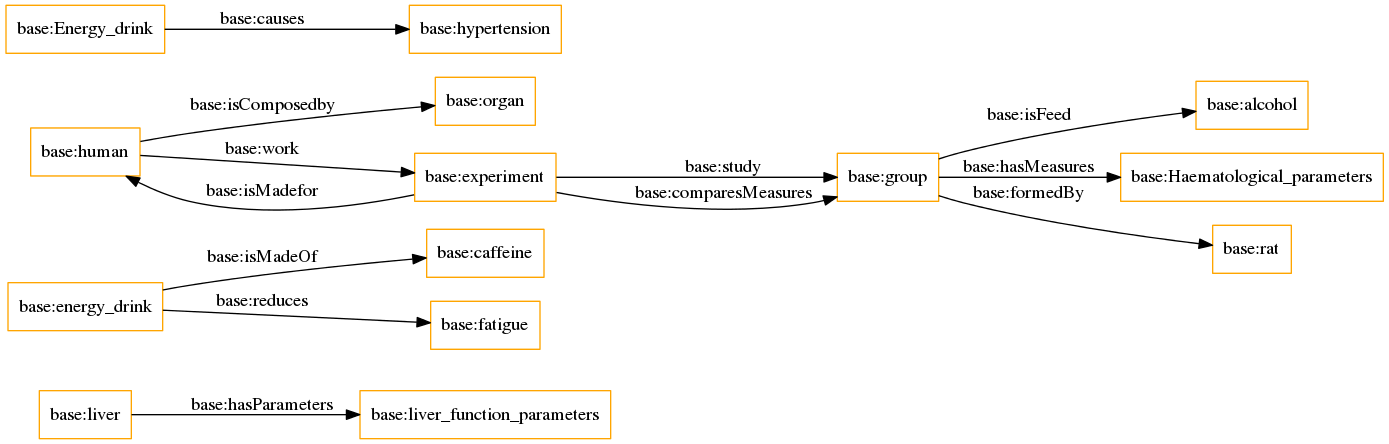 base:Energy_drink
base:causes
base:hypertension
base:human
base:isComposedby
base:organ
base:work
base:isMadefor
base:experiment
base:study
base:comparesMeasures
base:group
base:isFeed
base:alcohol
base:hasMeasures
base:Haematological_parameters
base:formedBy
base:rat
base:energy_drink
base:isMadeOf
base:caffeine
base:reduces
base:fatigue
base:liver
base:hasParameters
base:liver_function_parameters